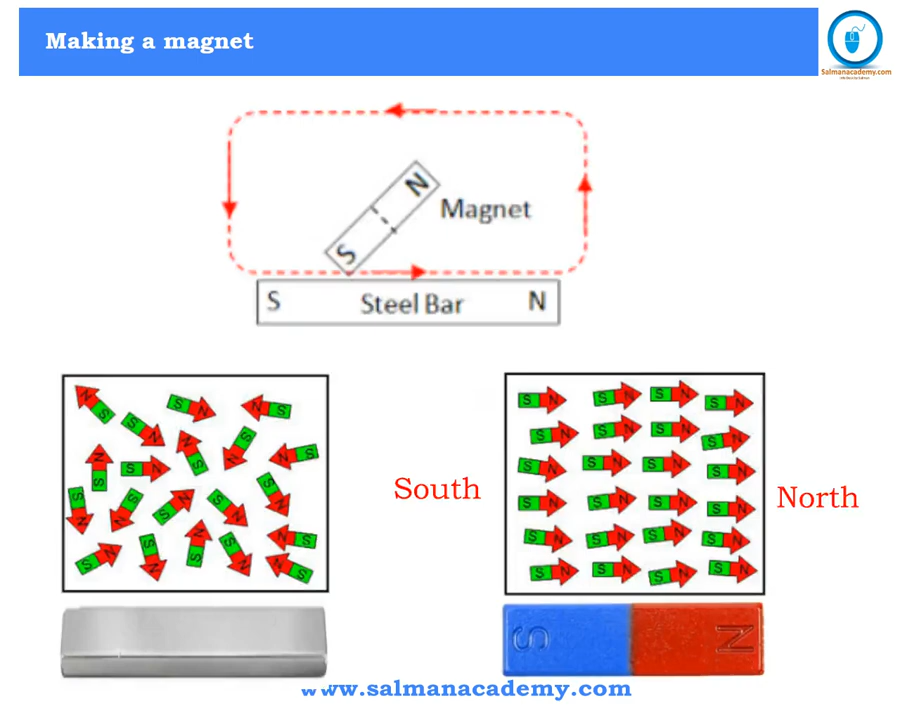 Making a magnet
Salmanacademy.com
N
Magnet
S
S Steel Bar N
South
North
S N
www.salmanacademy.com